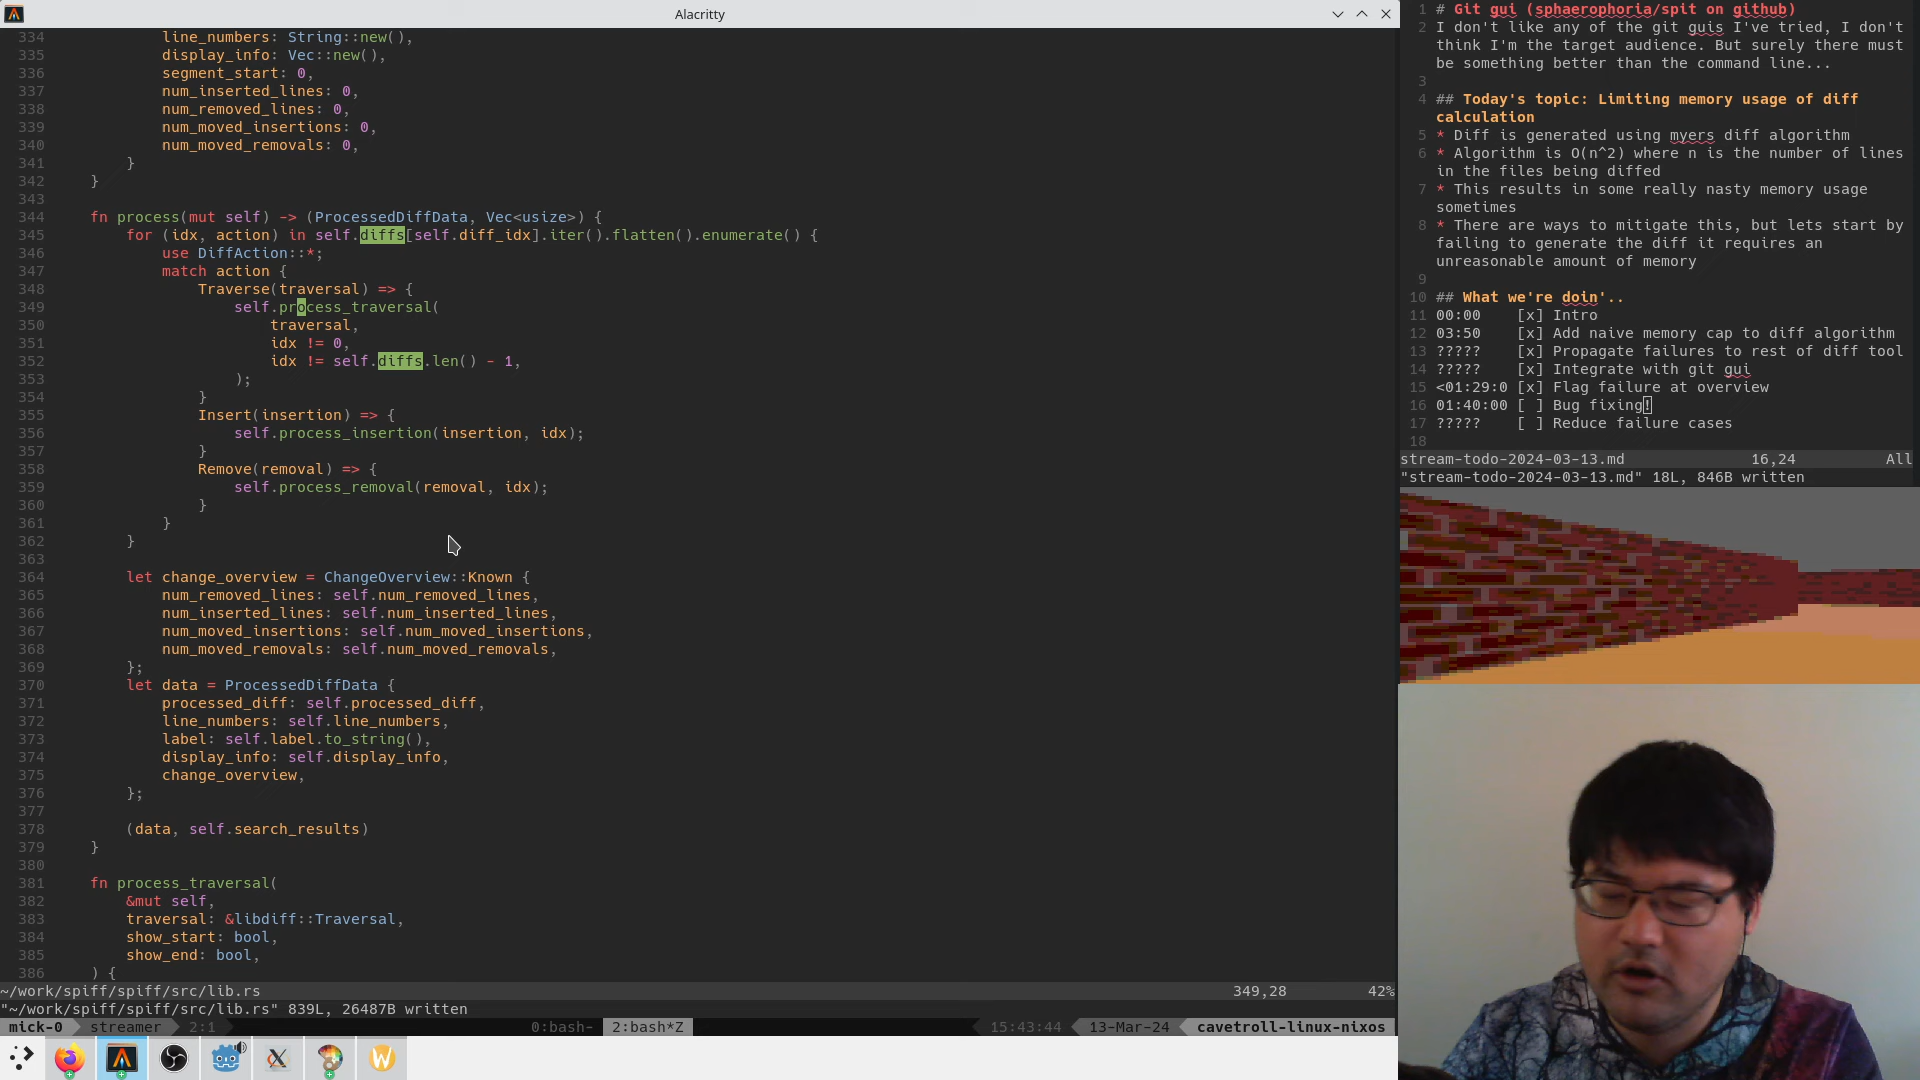 Alacritty
334 line_numbers: String::new(),
335 display_info: Vec::new(),
336 segment_start: 0,
337 num_inserted_lines: 0,
338 num_removed_lines: 0,
339 num_moved_insertions: 0,
340 num_moved_removals: 0,
341 }
342 }
343
344 fn process(mut self) -> (ProcessedDiffData, Vec<usize>) {
345 for (idx, action) in self.diffs[self.diff_idx].iter().flatten().enumerate() {
346 use DiffAction::*;
347 match action {
348 Traverse(traversal) => {
349 self.process_traversal(
350 traversal,
351 idx != 0,
352 idx != self.diffs.len() - 1,
353 );
354 }
355 Insert(insertion) => {
356 self.process_insertion(insertion, idx);
357 }
358 Remove(removal) => {
359 self.process_removal(removal, idx);
360 }
361 }
362 }
363
364 let change_overview = ChangeOverview::Known {
365 num_removed_lines: self.num_removed_lines,
366 num_inserted_lines: self.num_inserted_lines,
367 num_moved_insertions: self.num_moved_insertions,
368 num_moved_removals: self.num_moved_removals,
369 };
370 let data = ProcessedDiffData {
371 processed_diff: self.processed_diff,
372 line_numbers: self.line_numbers,
373 label: self.label.to_string(),
374 display_info: self.display_info,
375 change_overview,
376 };
377
378 (data, self.search_results)
379 }
380
381 fn process_traversal(
382 &mut self,
383 traversal: &libdiff::Traversal,
384 show_start: bool,
385 show_end: bool,
386 ) {
~/work/spiff/spiff/src/lib.rs 349,28 42%
"~/work/spiff/spiff/src/lib.rs" 839L, 26487B written
mick-0 streamer 2:1 0:bash- 2:bash*Z 15:43:44 13-Mar-24 cavetroll-linux-nixos
1 # Git gui (sphaerophoria/spit on github)
2 I don't like any of the git guis I've tried, I don't
think I'm the target audience. But surely there must
be something better than the command line...
3
4 ## Today's topic: Limiting memory usage of diff
calculation
5 * Diff is generated using myers diff algorithm
6 * Algorithm is O(n^2) where n is the number of lines
in the files being diffed
7 * This results in some really nasty memory usage
sometimes
8 * There are ways to mitigate this, but lets start by
failing to generate the diff it requires an
unreasonable amount of memory
9
10 ## What we're doin'..
11 00:00 [x] Intro
12 03:50 [x] Add naive memory cap to diff algorithm
13 ????? [x] Propagate failures to rest of diff tool
14 ????? [x] Integrate with git gui
15 <01:29:0 [x] Flag failure at overview
16 01:40:00 [ ] Bug fixing!
17 ????? [ ] Reduce failure cases
18
stream-todo-2024-03-13.md 16,24 All
"stream-todo-2024-03-13.md" 18L, 846B written